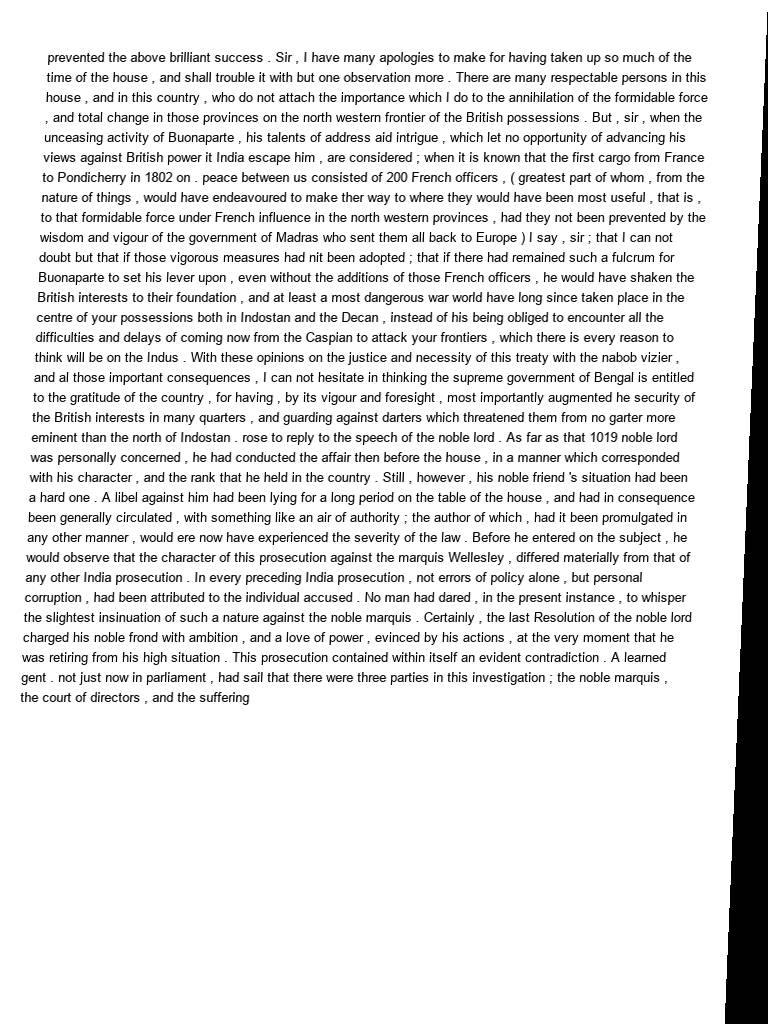 prevented the above brilliant success . Sir , I have many apologies to make for having taken up so much of the
time of the house , and shall trouble it with but one observation more . There are many respectable persons in this
house , and in this country , who do not attach the importance which I do to the annihilation of the formidable force
, and total change in those provinces on the north western frontier of the British possessions . But , sir , when the
unceasing activity of Buonaparte , his talents of address aid intrigue , which let no opportunity of advancing his
views against British power it India escape him , are considered ; when it is known that the first cargo from France
to Pondicherry in 1802 on . peace between us consisted of 200 French officers , ( greatest part of whom , from the
nature of things , would have endeavoured to make ther way to where they would have been most useful , that is ,
to that formidable force under French influence in the north western provinces , had they not been prevented by the
wisdom and vigour of the government of Madras who sent them all back to Europe ) I say , sir ; that I can not
doubt but that if those vigorous measures had nit been adopted ; that if there had remained such a fulcrum for
Buonaparte to set his lever upon , even without the additions of those French officers , he would have shaken the
British interests to their foundation , and at least a most dangerous war world have long since taken place in the
centre of your possessions both in Indostan and the Decan , instead of his being obliged to encounter all the
difficulties and delays of coming now from the Caspian to attack your frontiers , which there is every reason to
think will be on the Indus . With these opinions on the justice and necessity of this treaty with the nabob vizier ,
and al those important consequences , I can not hesitate in thinking the supreme government of Bengal is entitled
to the gratitude of the country , for having , by its vigour and foresight , most importantly augmented he security of
the British interests in many quarters , and guarding against darters which threatened them from no garter more
eminent than the north of Indostan . rose to reply to the speech of the noble lord . As far as that 1019 noble lord
was personally concerned , he had conducted the affair then before the house , in a manner which corresponded
with his character , and the rank that he held in the country . Still , however , his noble friend 's situation had been
a hard one . A libel against him had been lying for a long period on the table of the house , and had in consequence
been generally circulated , with something like an air of authority ; the author of which , had it been promulgated in
any other manner , would ere now have experienced the severity of the law . Before he entered on the subject , he
would observe that the character of this prosecution against the marquis Wellesley , differed materially from that of
any other India prosecution . In every preceding India prosecution , not errors of policy alone , but personal
corruption , had been attributed to the individual accused . No man had dared , in the present instance , to whisper
the slightest insinuation of such a nature against the noble marquis . Certainly , the last Resolution of the noble lord
charged his noble frond with ambition , and a love of power , evinced by his actions , at the very moment that he
was retiring from his high situation . This prosecution contained within itself an evident contradiction . A learned
gent . not just now in parliament , had sail that there were three parties in this investigation ; the noble marquis ,
the court of directors , and the suffering